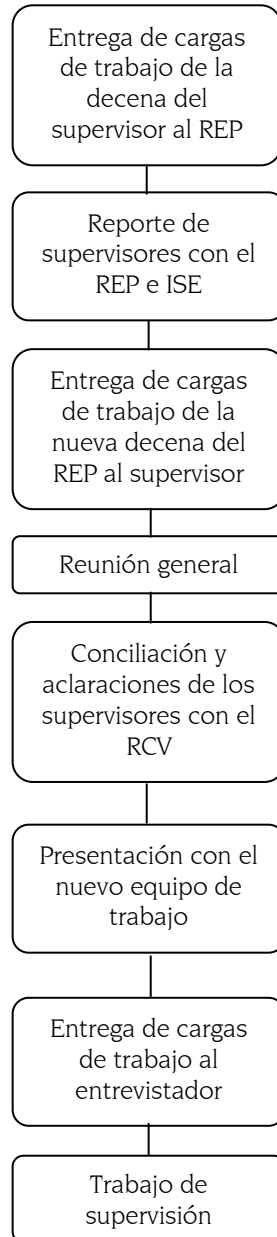 Entrega de cargas
de trabajo de la
decena del
supervisor al REP
Reporte de
supervisores con el
REP e ISE
Entrega de cargas
de trabajo de la
nueva decena del
REP al supervisor
Reunión general
Conciliación y
aclaraciones de los
supervisores con el
RCV
Presentación con el
nuevo equipo de
trabajo
Entrega de cargas
de trabajo al
entrevistador
Trabajo de
supervisión